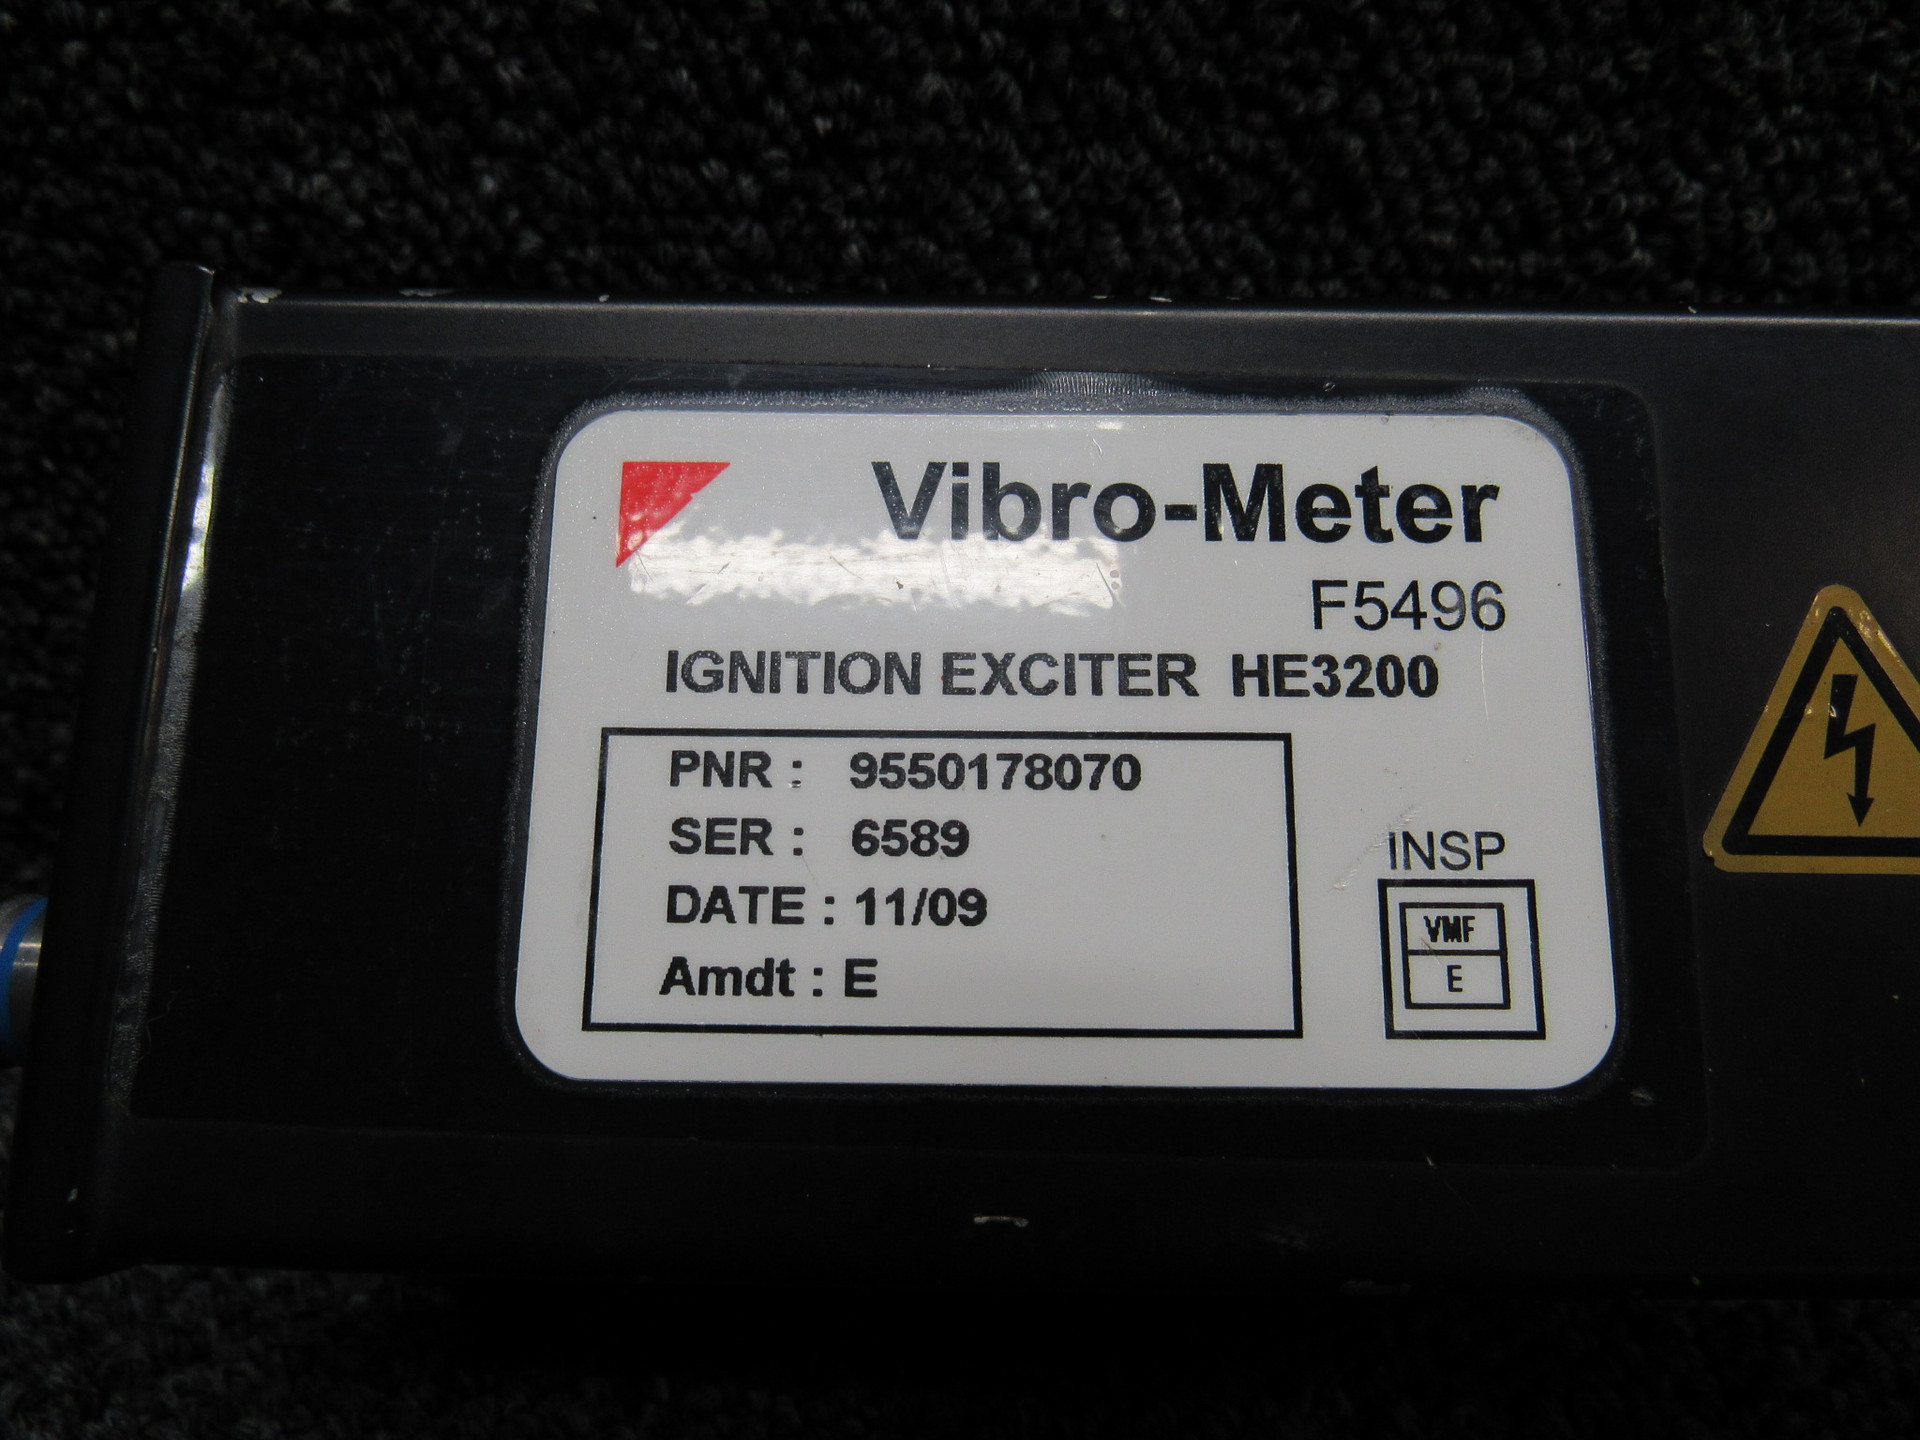 Vibro-Meter
F5496
IGNITION EXCITER HE3200
PNR : 9550178070
SER : 6589
DATE : 11/09
Amdt : E
INSP
VMF
E